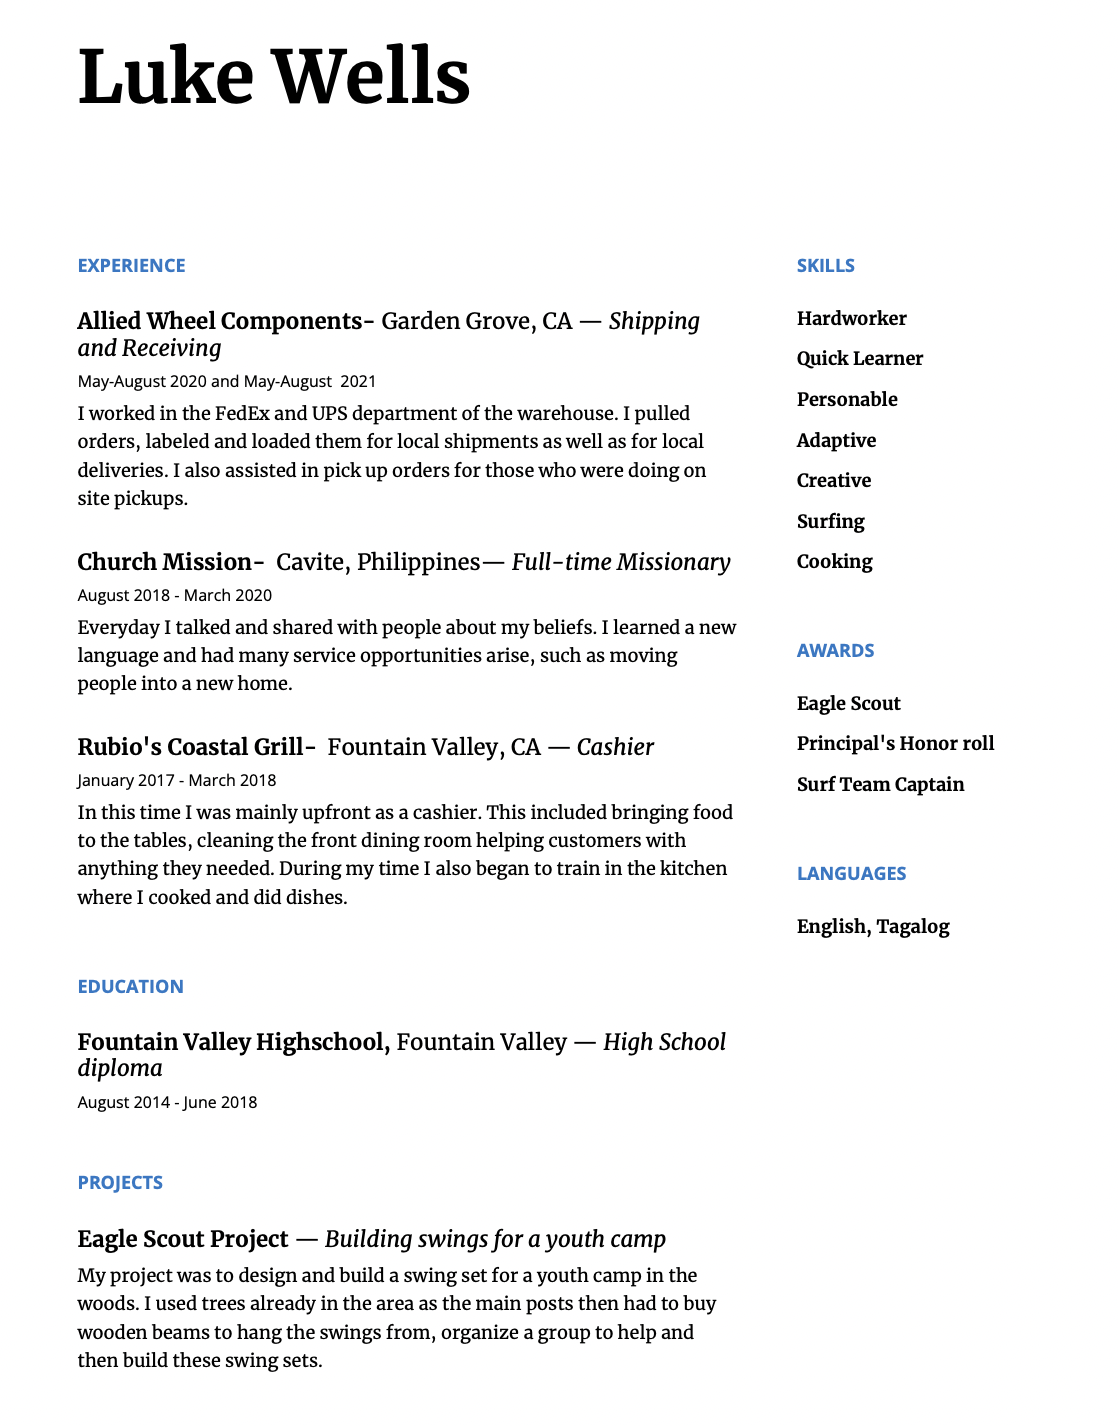 Luke Wells
EXPERIENCE
Allied Wheel Components- Garden Grove, CA — Shipping
and Receiving
May-August 2020 and May-August  2021
I worked in the FedEx and UPS department of the warehouse. I pulled
orders, labeled and loaded them for local shipments as well as for local
deliveries. I also assisted in pick up orders for those who were doing on
site pickups.
Church Mission-  Cavite, Philippines— Full-time Missionary
August 2018 - March 2020
Everyday I talked and shared with people about my beliefs. I learned a new
language and had many service opportunities arise, such as moving
people into a new home.
Rubio's Coastal Grill-  Fountain Valley, CA — Cashier
January 2017 - March 2018
In this time I was mainly upfront as a cashier. This included bringing food
to the tables, cleaning the front dining room helping customers with
anything they needed. During my time I also began to train in the kitchen
where I cooked and did dishes.
EDUCATION
Fountain Valley Highschool, Fountain Valley — High School
diploma
August 2014 - June 2018
PROJECTS
Eagle Scout Project — Building swings for a youth camp
My project was to design and build a swing set for a youth camp in the
woods. I used trees already in the area as the main posts then had to buy
wooden beams to hang the swings from, organize a group to help and
then build these swing sets.
SKILLS
Hardworker
Quick Learner
Personable
Adaptive
Creative
Surfing
Cooking
AWARDS
Eagle Scout
Principal's Honor roll
Surf Team Captain
LANGUAGES
English, Tagalog